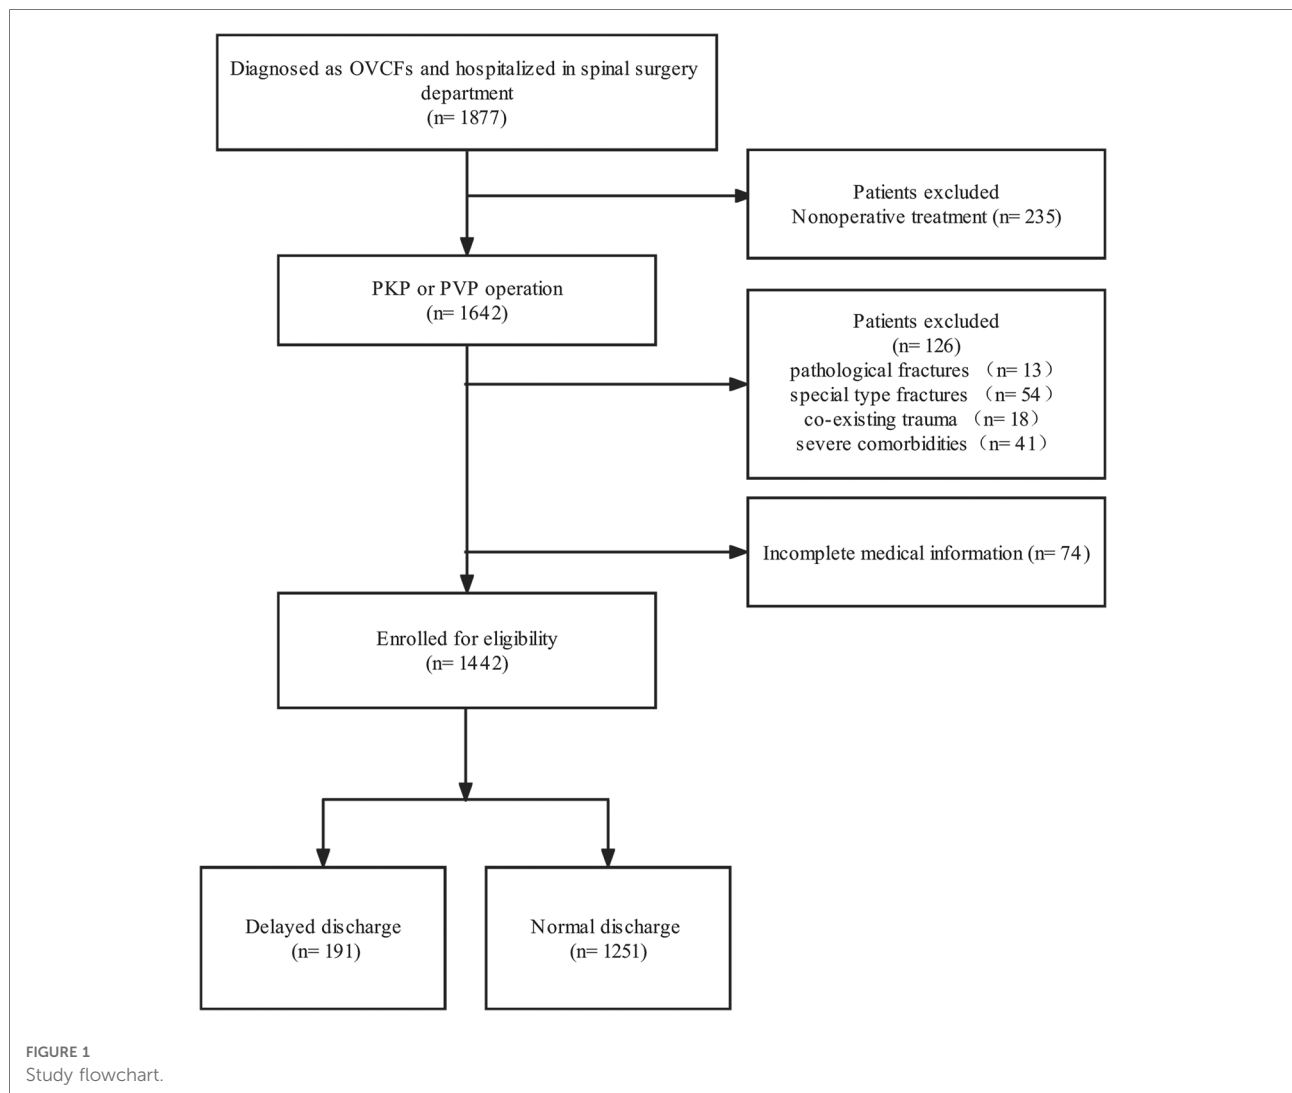 Diagnosed as OVCFs and hospitalized in spinal surgery
department
(n= 1877)
Patients excluded
Nonoperative treatment (n= 235)
PKP or PVP operation
(n= 1642)
Patients excluded
(n= 126)
pathological fractures （n= 13）
special type fractures （n= 54）
co-existing trauma （n= 18）
severe comorbidities（n= 41）
Incomplete medical information (n= 74)
Enrolled for eligibility
(n= 1442)
Delayed discharge
(n= 191)
Normal discharge
(n= 1251)
FIGURE 1
Study flowchart.